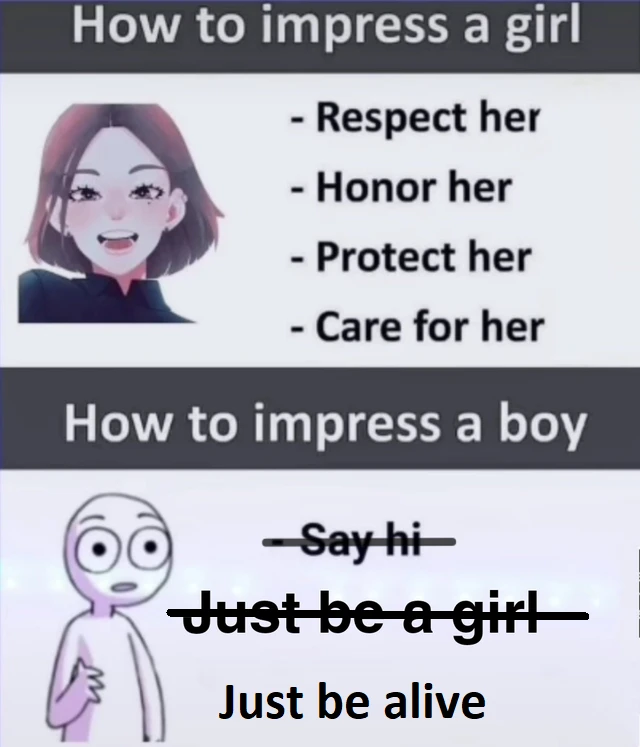 How to impress a girl
- Respect her
- Honor her
- Protect her
- Care for her
How to impress a boy
- Say hi
Just be a girl
Just be alive